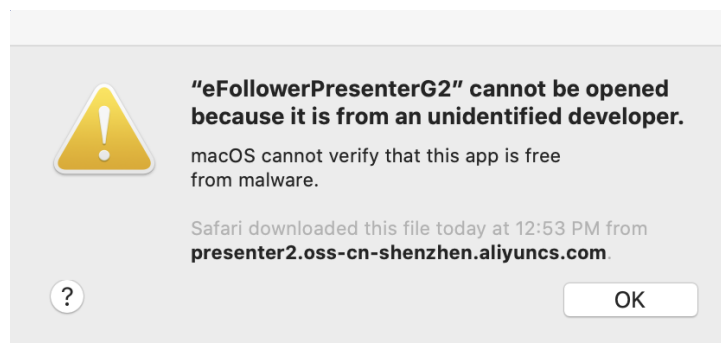 “eFollowerPresenterG2” cannot be opened
because it is from an unidentified developer.
macOS cannot verify that this app is free
from malware.
Safari downloaded this file today at 12:53 PM from
presenter2.oss-cn-shenzhen.aliyuncs.com.
?
OK